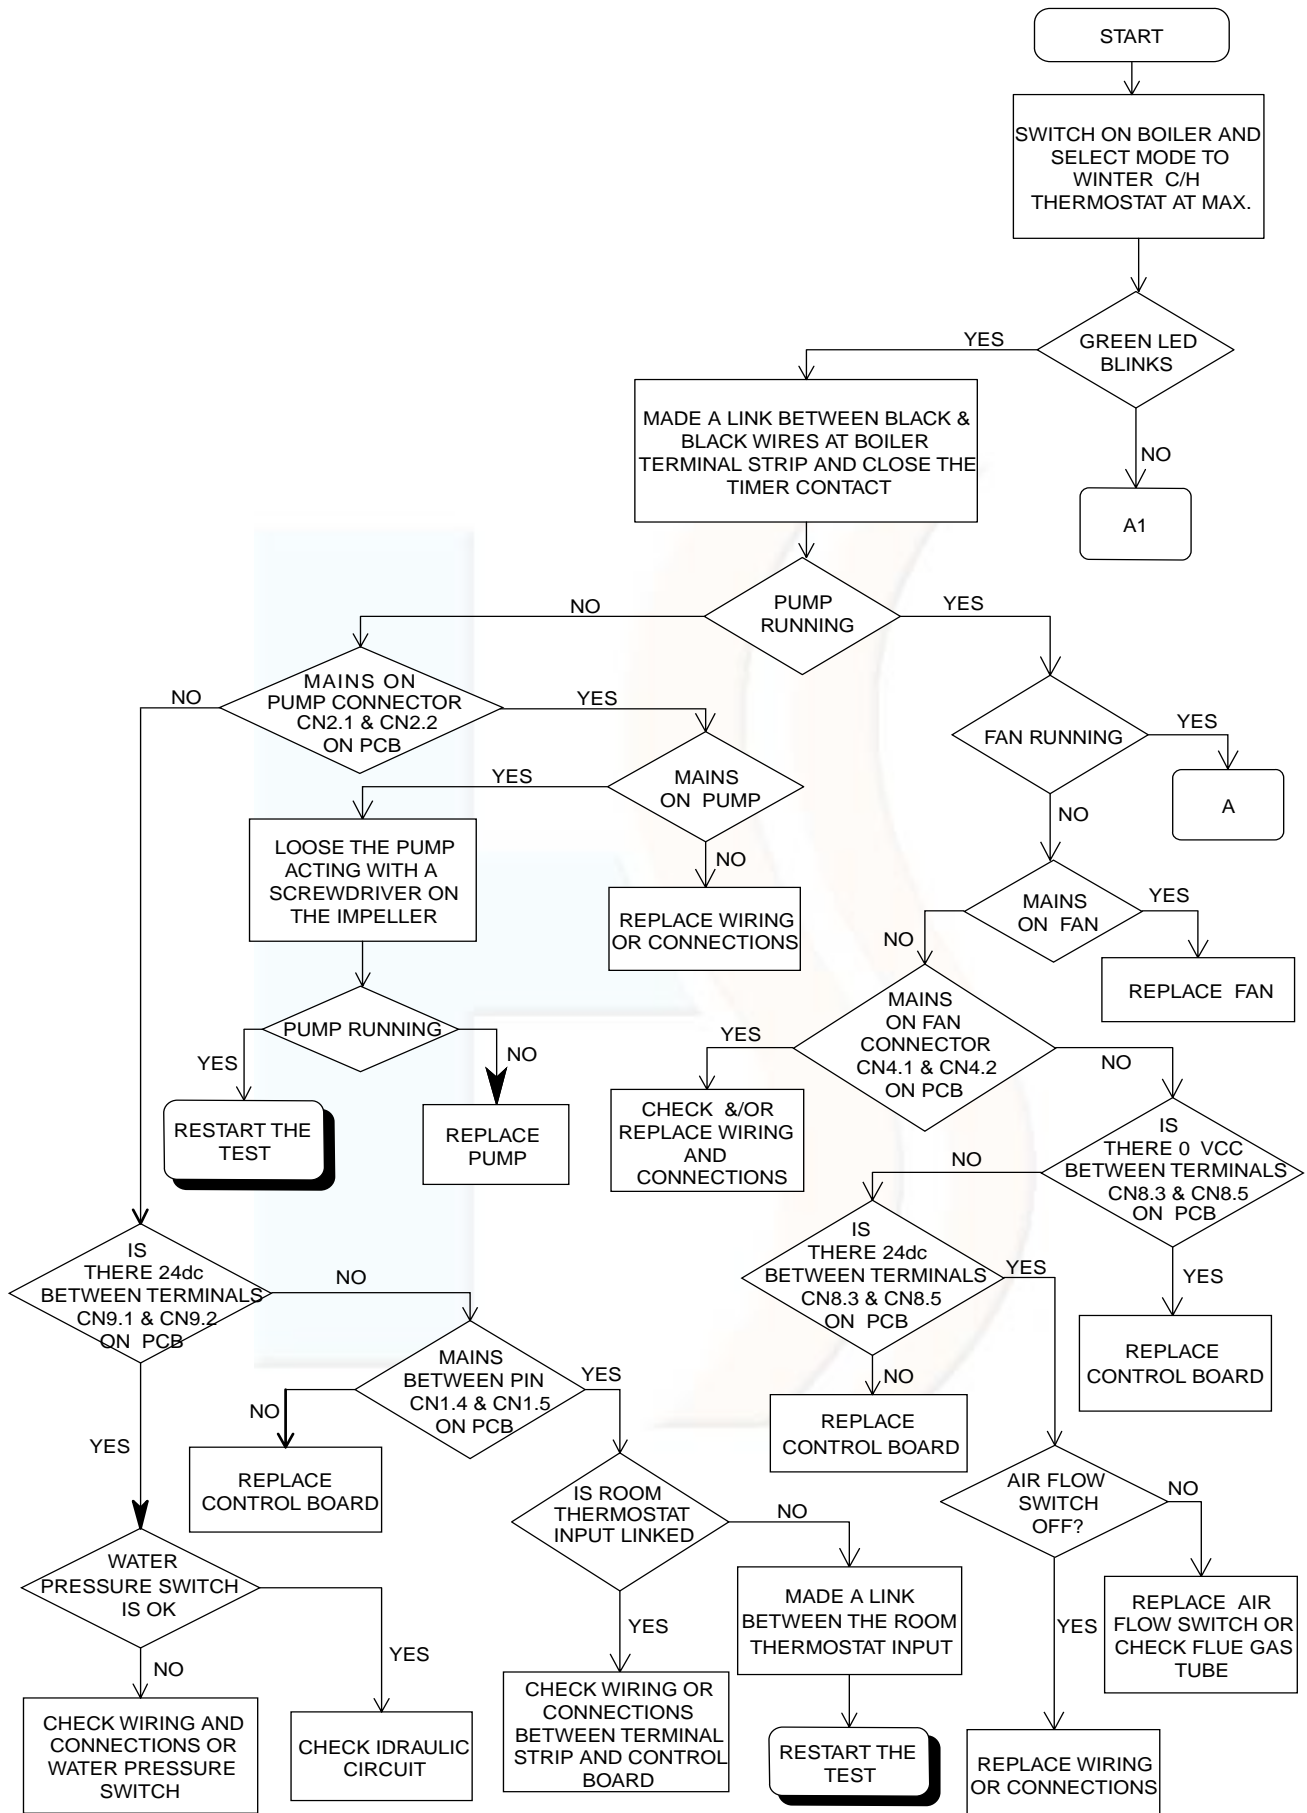 START
SWITCH ON BOILER AND
SELECT MODE TO
WINTER C/H
THERMOSTAT AT MAX.
GREEN LED
BLINKS
YES
NO
A1
MADE A LINK BETWEEN BLACK &
BLACK WIRES AT BOILER
TERMINAL STRIP AND CLOSE THE
TIMER CONTACT
PUMP
RUNNING
NO
YES
MAINS ON
PUMP CONNECTOR
CN2.1 & CN2.2
ON PCB
NO
YES
MAINS
ON PUMP
YES
NO
LOOSE THE PUMP
ACTING WITH A
SCREWDRIVER ON
THE IMPELLER
REPLACE WIRING
OR CONNECTIONS
PUMP RUNNING
YES
NO
RESTART THE
TEST
REPLACE
PUMP
FAN RUNNING
YES
A
NO
MAINS
ON FAN
YES
NO
REPLACE FAN
MAINS
ON FAN
CONNECTOR
CN4.1 & CN4.2
ON PCB
YES
NO
CHECK &/OR
REPLACE WIRING
AND
CONNECTIONS
IS
THERE 0 VCC
BETWEEN TERMINALS
CN8.3 & CN8.5
ON PCB
NO
YES
REPLACE
CONTROL BOARD
IS
THERE 24dc
BETWEEN TERMINALS
CN8.3 & CN8.5
ON PCB
YES
NO
REPLACE
CONTROL BOARD
AIR FLOW
SWITCH
OFF?
NO
YES
REPLACE AIR
FLOW SWITCH OR
CHECK FLUE GAS
TUBE
REPLACE WIRING
OR CONNECTIONS
IS
THERE 24dc
BETWEEN TERMINALS
CN9.1 & CN9.2
ON PCB
NO
YES
MAINS
BETWEEN PIN
CN1.4 & CN1.5
ON PCB
NO
YES
REPLACE
CONTROL BOARD
IS ROOM
THERMOSTAT
INPUT LINKED
NO
YES
MADE A LINK
BETWEEN THE ROOM
THERMOSTAT INPUT
RESTART THE
TEST
CHECK WIRING OR
CONNECTIONS
BETWEEN TERMINAL
STRIP AND CONTROL
BOARD
WATER
PRESSURE SWITCH
IS OK
NO
YES
CHECK WIRING AND
CONNECTIONS OR
WATER PRESSURE
SWITCH
CHECK IDRAULIC
CIRCUIT